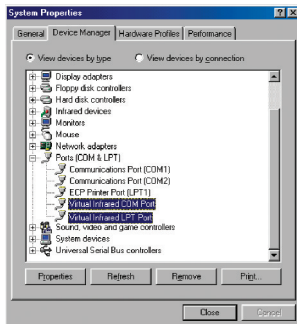 System Properties
General Device Manager Hardware Profiles Performance
View devices by type View devices by connection
Display adapters
Floppy disk controllers
Hard disk controllers
Infrared devices
Monitors
Mouse
Network adapters
Ports (COM & LPT)
Communications Port (COM1)
Communications Port (COM2)
ECP Printer Port (LPT1)
Virtual Infrared COM Port
Virtual Infrared LPT Port
Sound, video and game controllers
System devices
Universal Serial Bus controllers
Properties Refresh Remove Print...
Close Cancel